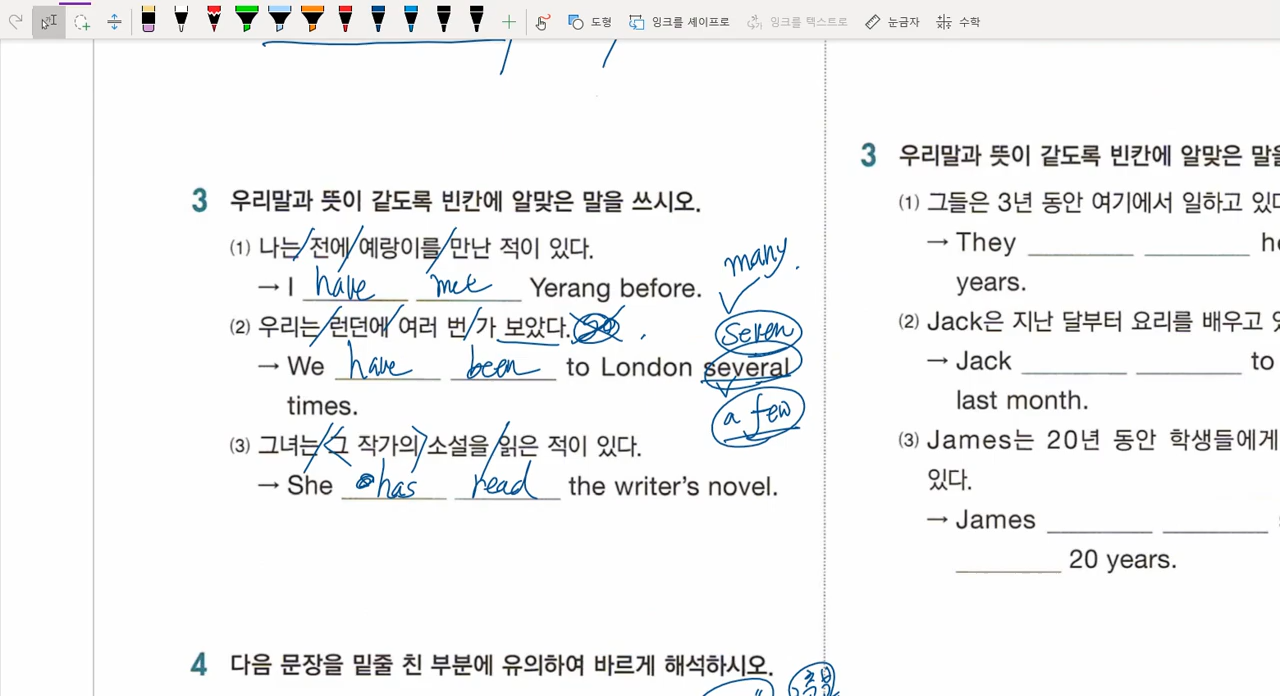 도형 잉크를 셰이프로 잉크를 텍스트로 눈금자 수학
3 우리말과 뜻이 같도록 빈칸에 알맞은 말을 쓰시오.
(1) 나는/전에/예랑이를/만난 적이 있다.
→ I have met Yerang before.
many.
(2) 우리는/런던에/여러 번/가 보았다.
seven
→ We have been to London several
times.
a few
(3) 그녀는/<그 작가의>소설을/읽은 적이 있다.
→ She has read the writer's novel.
4 다음 문장을 밑줄 친 부분에 유의하여 바르게 해석하시오.
3 우리말과 뜻이 같도록 빈칸에 알맞은 말을
(1) 그들은 3년 동안 여기에서 일하고 있다
→ They ____ ____ he
years.
(2) Jack은 지난 달부터 요리를 배우고 있
→ Jack ____ ____ to
last month.
(3) James는 20년 동안 학생들에게
있다.
→ James ____ ____
____ 20 years.